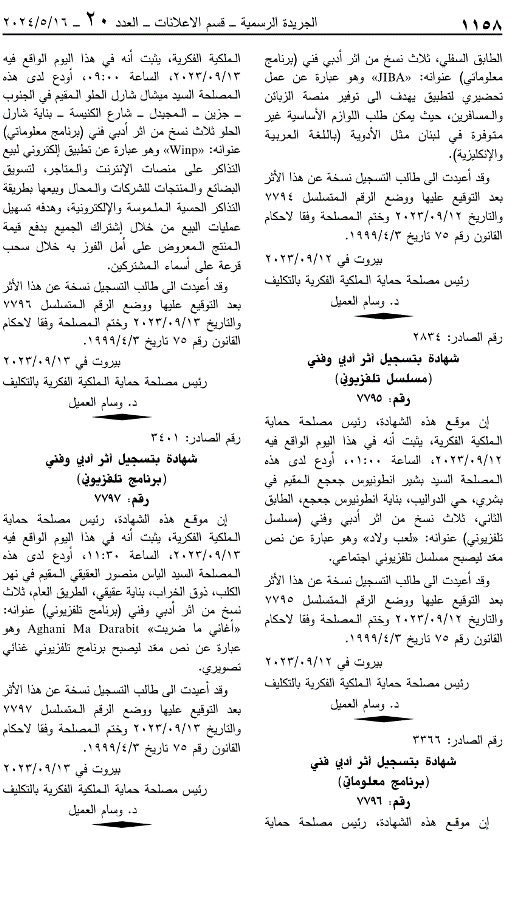 ١١٥٨
الجريدة الرسمية – قسم الاعلانات – العدد ٢٠ – ٢٠٢٤/٥/١٦
الطابق السفلي، ثلاث نسخ من اثر أدبي فني (برنامج
معلوماتي) عنوانه: «JIBA» وهو عبارة عن عمل
تحضيري لتطبيق يهدف الى توفير منصة الزبائن
والمسافرين، حيث يمكن طلب اللوازم الأساسية غير
متوفرة في لبنان مثل الأدوية (باللغة العربية
والإنكليزية).
وقد أعيدت الى طالب التسجيل نسخة عن هذا الأثر
بعد التوقيع عليها ووضع الرقم المتسلسل ٧٧٩٤
والتاريخ ٢٠٢٣/٠٩/١٢ وختم المصلحة وفقا لاحكام
القانون رقم ٧٥ تاريخ ١٩٩٩/٤/٣.
بيروت في ٢٠٢٣/٠٩/١٢
رئيس مصلحة حماية الملكية الفكرية بالتكليف
د. وسام العميل
رقم الصادر: ٢٨٣٤
شهادة بتسجيل أثر أدبي وفني
(مسلسل تلفزيوني)
رقم: ٧٧٩٥
إن موقع هذه الشهادة، رئيس مصلحة حماية
الملكية الفكرية، يثبت أنه في هذا اليوم الواقع فيه
٢٠٢٣/٠٩/١٢، الساعة ٠١:٠٠، أودع لدى هذه
المصلحة السيد بشير انطونيوس جعجع المقيم في
بشري، حي الدواليب، بناية انطونيوس جعجع، الطابق
الثاني، ثلاث نسخ من اثر أدبي وفني (مسلسل
تلفزيوني) عنوانه: «لعب ولاد» وهو عبارة عن نص
معّد ليصبح مسلسل تلفزيوني اجتماعي.
وقد أعيدت الى طالب التسجيل نسخة عن هذا الأثر
بعد التوقيع عليها ووضع الرقم المتسلسل ٧٧٩٥
والتاريخ ٢٠٢٣/٠٩/١٢ وختم المصلحة وفقا لاحكام
القانون رقم ٧٥ تاريخ ١٩٩٩/٤/٣.
بيروت في ٢٠٢٣/٠٩/١٢
رئيس مصلحة حماية الملكية الفكرية بالتكليف
د. وسام العميل
رقم الصادر: ٣٣٦٦
شهادة بتسجيل أثر أدبي فني
(برنامج معلوماتي)
رقم: ٧٧٩٦
إن موقع هذه الشهادة، رئيس مصلحة حماية
الملكية الفكرية، يثبت أنه في هذا اليوم الواقع فيه
٢٠٢٣/٠٩/١٣، الساعة ٠٩:٠٠، أودع لدى هذه
المصلحة السيد ميشال شارل الحلو المقيم في الجنوب
– جزين – المجيدل – شارع الكنيسة – بناية شارل
الحلو ثلاث نسخ من اثر أدبي فني (برنامج معلوماتي)
عنوانه: «Winp» وهو عبارة عن تطبيق إلكتروني لبيع
التذاكر على منصات الإنترنت والمتاجر، لتسويق
البضائع والمنتجات للشركات والمحال وبيعها بطريقة
التذاكر الحسية الملموسة والإلكترونية، وهدفه تسهيل
عمليات البيع من خلال إشتراك الجميع بدفع قيمة
المنتج المعروض على أمل الفوز به خلال سحب
قرعة على أسماء المشتركين.
وقد أعيدت الى طالب التسجيل نسخة عن هذا الأثر
بعد التوقيع عليها ووضع الرقم المتسلسل ٧٧٩٦
والتاريخ ٢٠٢٣/٠٩/١٣ وختم المصلحة وفقا لاحكام
القانون رقم ٧٥ تاريخ ١٩٩٩/٤/٣.
بيروت في ٢٠٢٣/٠٩/١٣
رئيس مصلحة حماية الملكية الفكرية بالتكليف
د. وسام العميل
رقم الصادر: ٣٤٠١
شهادة بتسجيل أثر أدبي وفني
(برنامج تلفزيوني)
رقم: ٧٧٩٧
إن موقع هذه الشهادة، رئيس مصلحة حماية
الملكية الفكرية، يثبت أنه في هذا اليوم الواقع فيه
٢٠٢٣/٠٩/١٣، الساعة ١١:٣٠، أودع لدى هذه
المصلحة السيد الياس منصور العقيقي المقيم في نهر
الكلب، ذوق الخراب، بناية عقيقي، الطريق العام، ثلاث
نسخ من اثر أدبي وفني (برنامج تلفزيوني) عنوانه:
«أغاني ما ضربت» Aghani Ma Darabit وهو
عبارة عن نص معّد ليصبح برنامج تلفزيوني غنائي
تصويري.
وقد أعيدت الى طالب التسجيل نسخة عن هذا الأثر
بعد التوقيع عليها ووضع الرقم المتسلسل ٧٧٩٧
والتاريخ ٢٠٢٣/٠٩/١٣ وختم المصلحة وفقا لاحكام
القانون رقم ٧٥ تاريخ ١٩٩٩/٤/٣.
بيروت في ٢٠٢٣/٠٩/١٣
رئيس مصلحة حماية الملكية الفكرية بالتكليف
د. وسام العميل